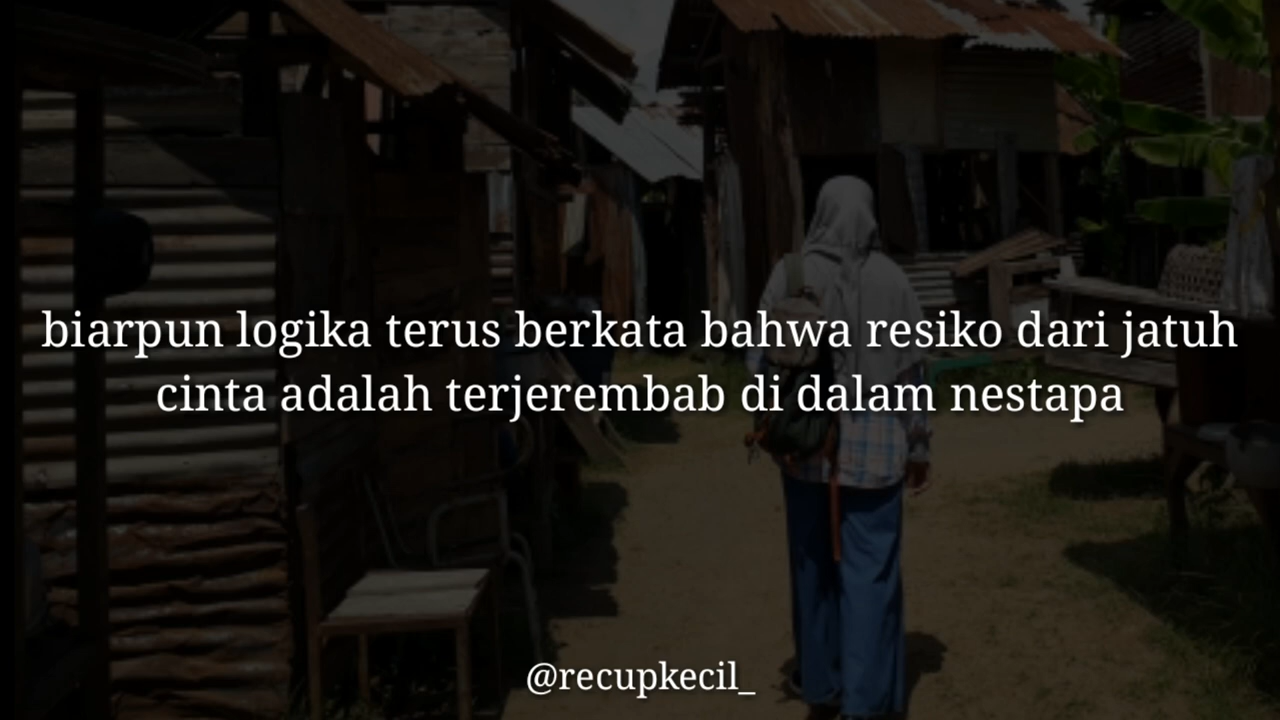 biarpun logika terus berkata bahwa resiko dari jatuh
cinta adalah terjerembab di dalam nestapa
@recupkecil_